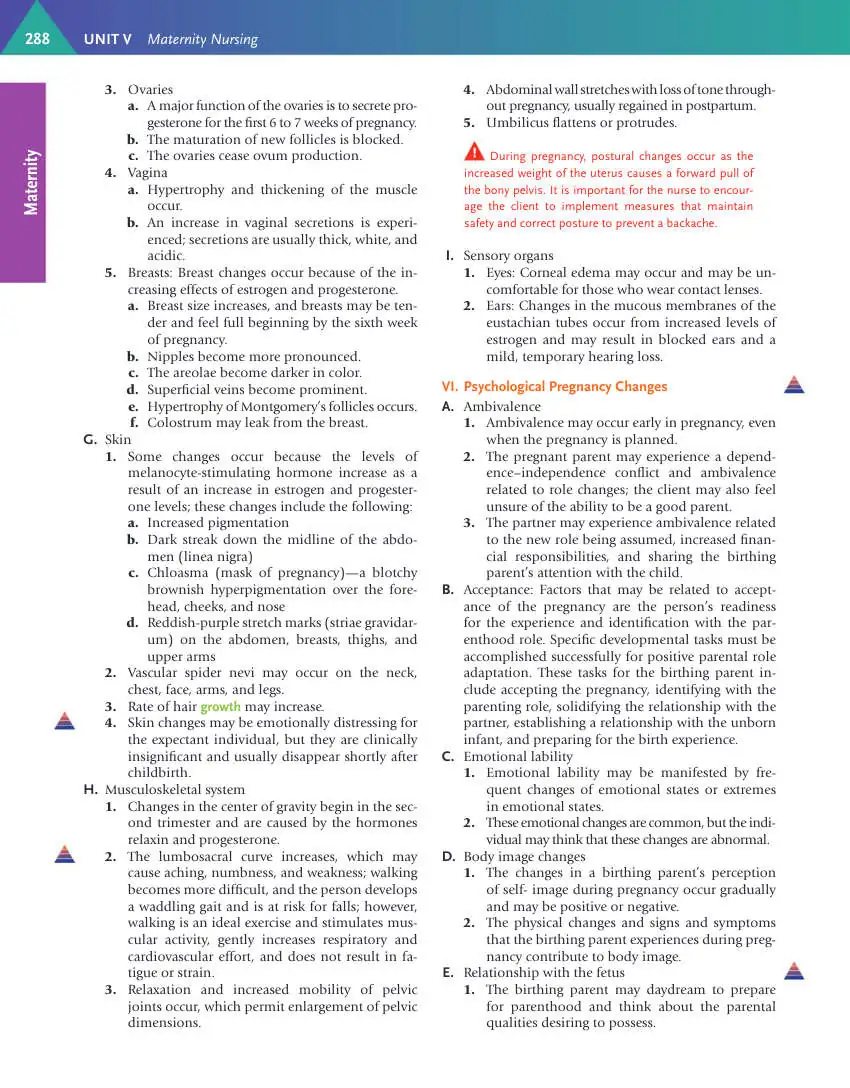 288 UNIT V Maternity Nursing
Maternity
3. Ovaries
a. A major function of the ovaries is to secrete pro-
gesterone for the first 6 to 7 weeks of pregnancy.
b. The maturation of new follicles is blocked.
c. The ovaries cease ovum production.
4. Vagina
a. Hypertrophy and thickening of the muscle
occur.
b. An increase in vaginal secretions is experi-
enced; secretions are usually thick, white, and
acidic.
5. Breasts: Breast changes occur because of the in-
creasing effects of estrogen and progesterone.
a. Breast size increases, and breasts may be ten-
der and feel full beginning by the sixth week
of pregnancy.
b. Nipples become more pronounced.
c. The areolae become darker in color.
d. Superficial veins become prominent.
e. Hypertrophy of Montgomery's follicles occurs.
f. Colostrum may leak from the breast.
G. Skin
1. Some changes occur because the levels of
melanocyte-stimulating hormone increase as a
result of an increase in estrogen and progester-
one levels; these changes include the following:
a. Increased pigmentation
b. Dark streak down the midline of the abdo-
men (linea nigra)
c. Chloasma (mask of pregnancy)—a blotchy
brownish hyperpigmentation over the fore-
head, cheeks, and nose
d. Reddish-purple stretch marks (striae gravidar-
um) on the abdomen, breasts, thighs, and
upper arms
2. Vascular spider nevi may occur on the neck,
chest, face, arms, and legs.
3. Rate of hair growth may increase.
4. Skin changes may be emotionally distressing for
the expectant individual, but they are clinically
insignificant and usually disappear shortly after
childbirth.
H. Musculoskeletal system
1. Changes in the center of gravity begin in the sec-
ond trimester and are caused by the hormones
relaxin and progesterone.
2. The lumbosacral curve increases, which may
cause aching, numbness, and weakness; walking
becomes more difficult, and the person develops
a waddling gait and is at risk for falls; however,
walking is an ideal exercise and stimulates mus-
cular activity, gently increases respiratory and
cardiovascular effort, and does not result in fa-
tigue or strain.
3. Relaxation and increased mobility of pelvic
joints occur, which permit enlargement of pelvic
dimensions.
4. Abdominal wall stretches with loss of tone through-
out pregnancy, usually regained in postpartum.
5. Umbilicus flattens or protrudes.
During pregnancy, postural changes occur as the
increased weight of the uterus causes a forward pull of
the bony pelvis. It is important for the nurse to encour-
age the client to implement measures that maintain
safety and correct posture to prevent a backache.
I. Sensory organs
1. Eyes: Corneal edema may occur and may be un-
comfortable for those who wear contact lenses.
2. Ears: Changes in the mucous membranes of the
eustachian tubes occur from increased levels of
estrogen and may result in blocked ears and a
mild, temporary hearing loss.
VI. Psychological Pregnancy Changes
A. Ambivalence
1. Ambivalence may occur early in pregnancy, even
when the pregnancy is planned.
2. The pregnant parent may experience a depend-
ence–independence conflict and ambivalence
related to role changes; the client may also feel
unsure of the ability to be a good parent.
3. The partner may experience ambivalence related
to the new role being assumed, increased finan-
cial responsibilities, and sharing the birthing
parent's attention with the child.
B. Acceptance: Factors that may be related to accept-
ance of the pregnancy are the person's readiness
for the experience and identification with the par-
enthood role. Specific developmental tasks must be
accomplished successfully for positive parental role
adaptation. These tasks for the birthing parent in-
clude accepting the pregnancy, identifying with the
parenting role, solidifying the relationship with the
partner, establishing a relationship with the unborn
infant, and preparing for the birth experience.
C. Emotional lability
1. Emotional lability may be manifested by fre-
quent changes of emotional states or extremes
in emotional states.
2. These emotional changes are common, but the indi-
vidual may think that these changes are abnormal.
D. Body image changes
1. The changes in a birthing parent's perception
of self- image during pregnancy occur gradually
and may be positive or negative.
2. The physical changes and signs and symptoms
that the birthing parent experiences during preg-
nancy contribute to body image.
E. Relationship with the fetus
1. The birthing parent may daydream to prepare
for parenthood and think about the parental
qualities desiring to possess.